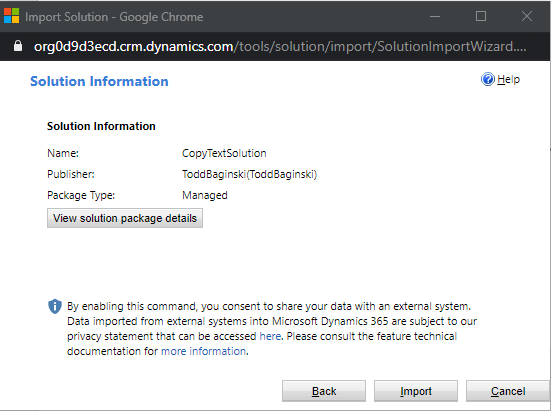 Import Solution - Google Chrome
org0d9d3ecd.crm.dynamics.com/tools/solution/import/SolutionImportWizard....
Solution Information
Help
Solution Information
Name: CopyTextSolution
Publisher: ToddBaginski(ToddBaginski)
Package Type: Managed
View solution package details
By enabling this command, you consent to share your data with an external system.
Data imported from external systems into Microsoft Dynamics 365 are subject to our
privacy statement that can be accessed here. Please consult the feature technical
documentation for more information.
Back Import Cancel